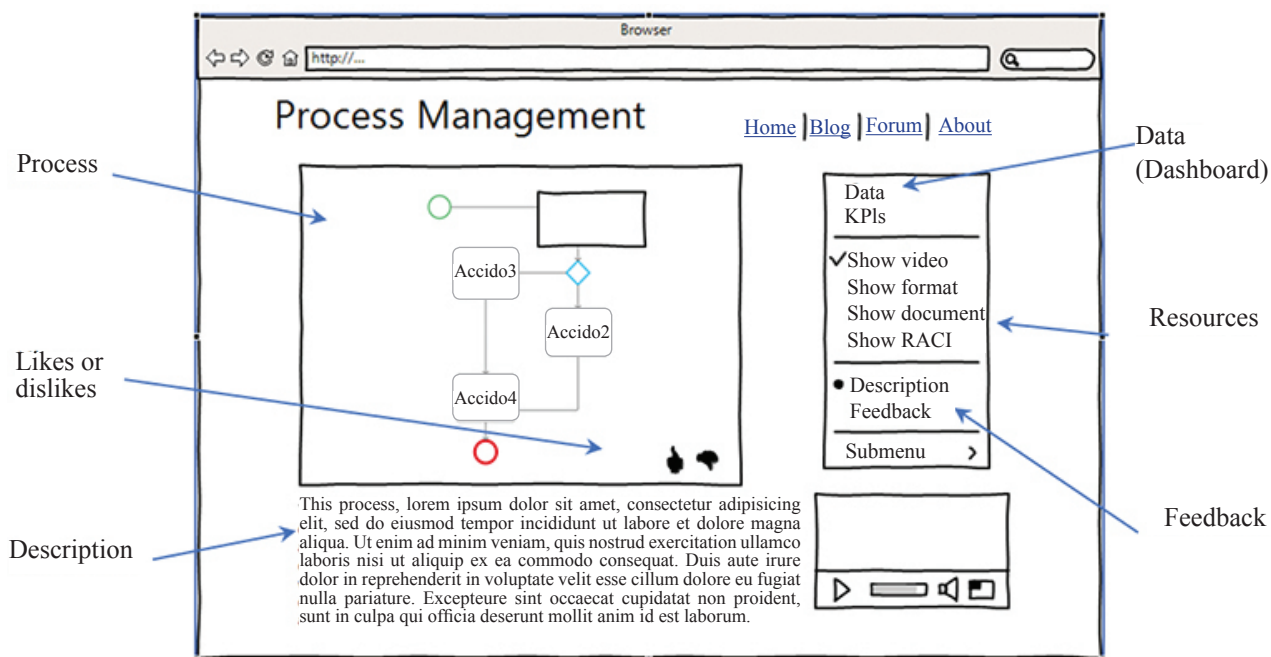 Browser
http://...
Process Management
Home | Blog | Forum | About
Data
(Dashboard)
Process
Data
KPls
Accido3
Show video
Show format
Show document
Show RACI
Resources
Accido2
Likes or
dislikes
Accido4
Description
Feedback
Submenu
Feedback
Description
This process, lorem ipsum dolor sit amet, consectetur adipisicing
elit, sed do eiusmod tempor incididunt ut labore et dolore magna
aliqua. Ut enim ad minim veniam, quis nostrud exercitation ullamco
laboris nisi ut aliquip ex ea commodo consequat. Duis aute irure
dolor in reprehenderit in voluptate velit esse cillum dolore eu fugiat
nulla pariature. Excepteure sint occaecat cupidatat non proident,
sunt in culpa qui officia deserunt mollit anim id est laborum.